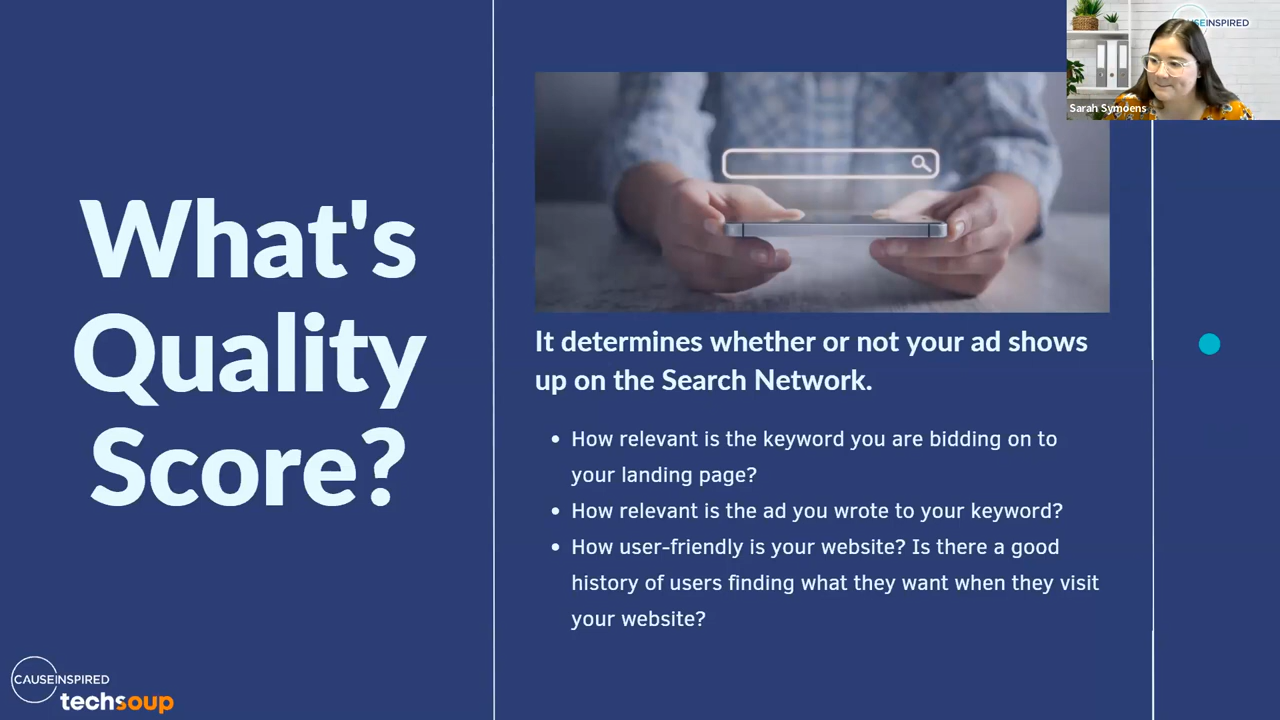 What's
Quality
Score?
It determines whether or not your ad shows
up on the Search Network.
• How relevant is the keyword you are bidding on to
your landing page?
• How relevant is the ad you wrote to your keyword?
• How user-friendly is your website? Is there a good
history of users finding what they want when they visit
your website?
CAUSEINSPIRED
techsoup
INSPIRED
Sarah Symoens